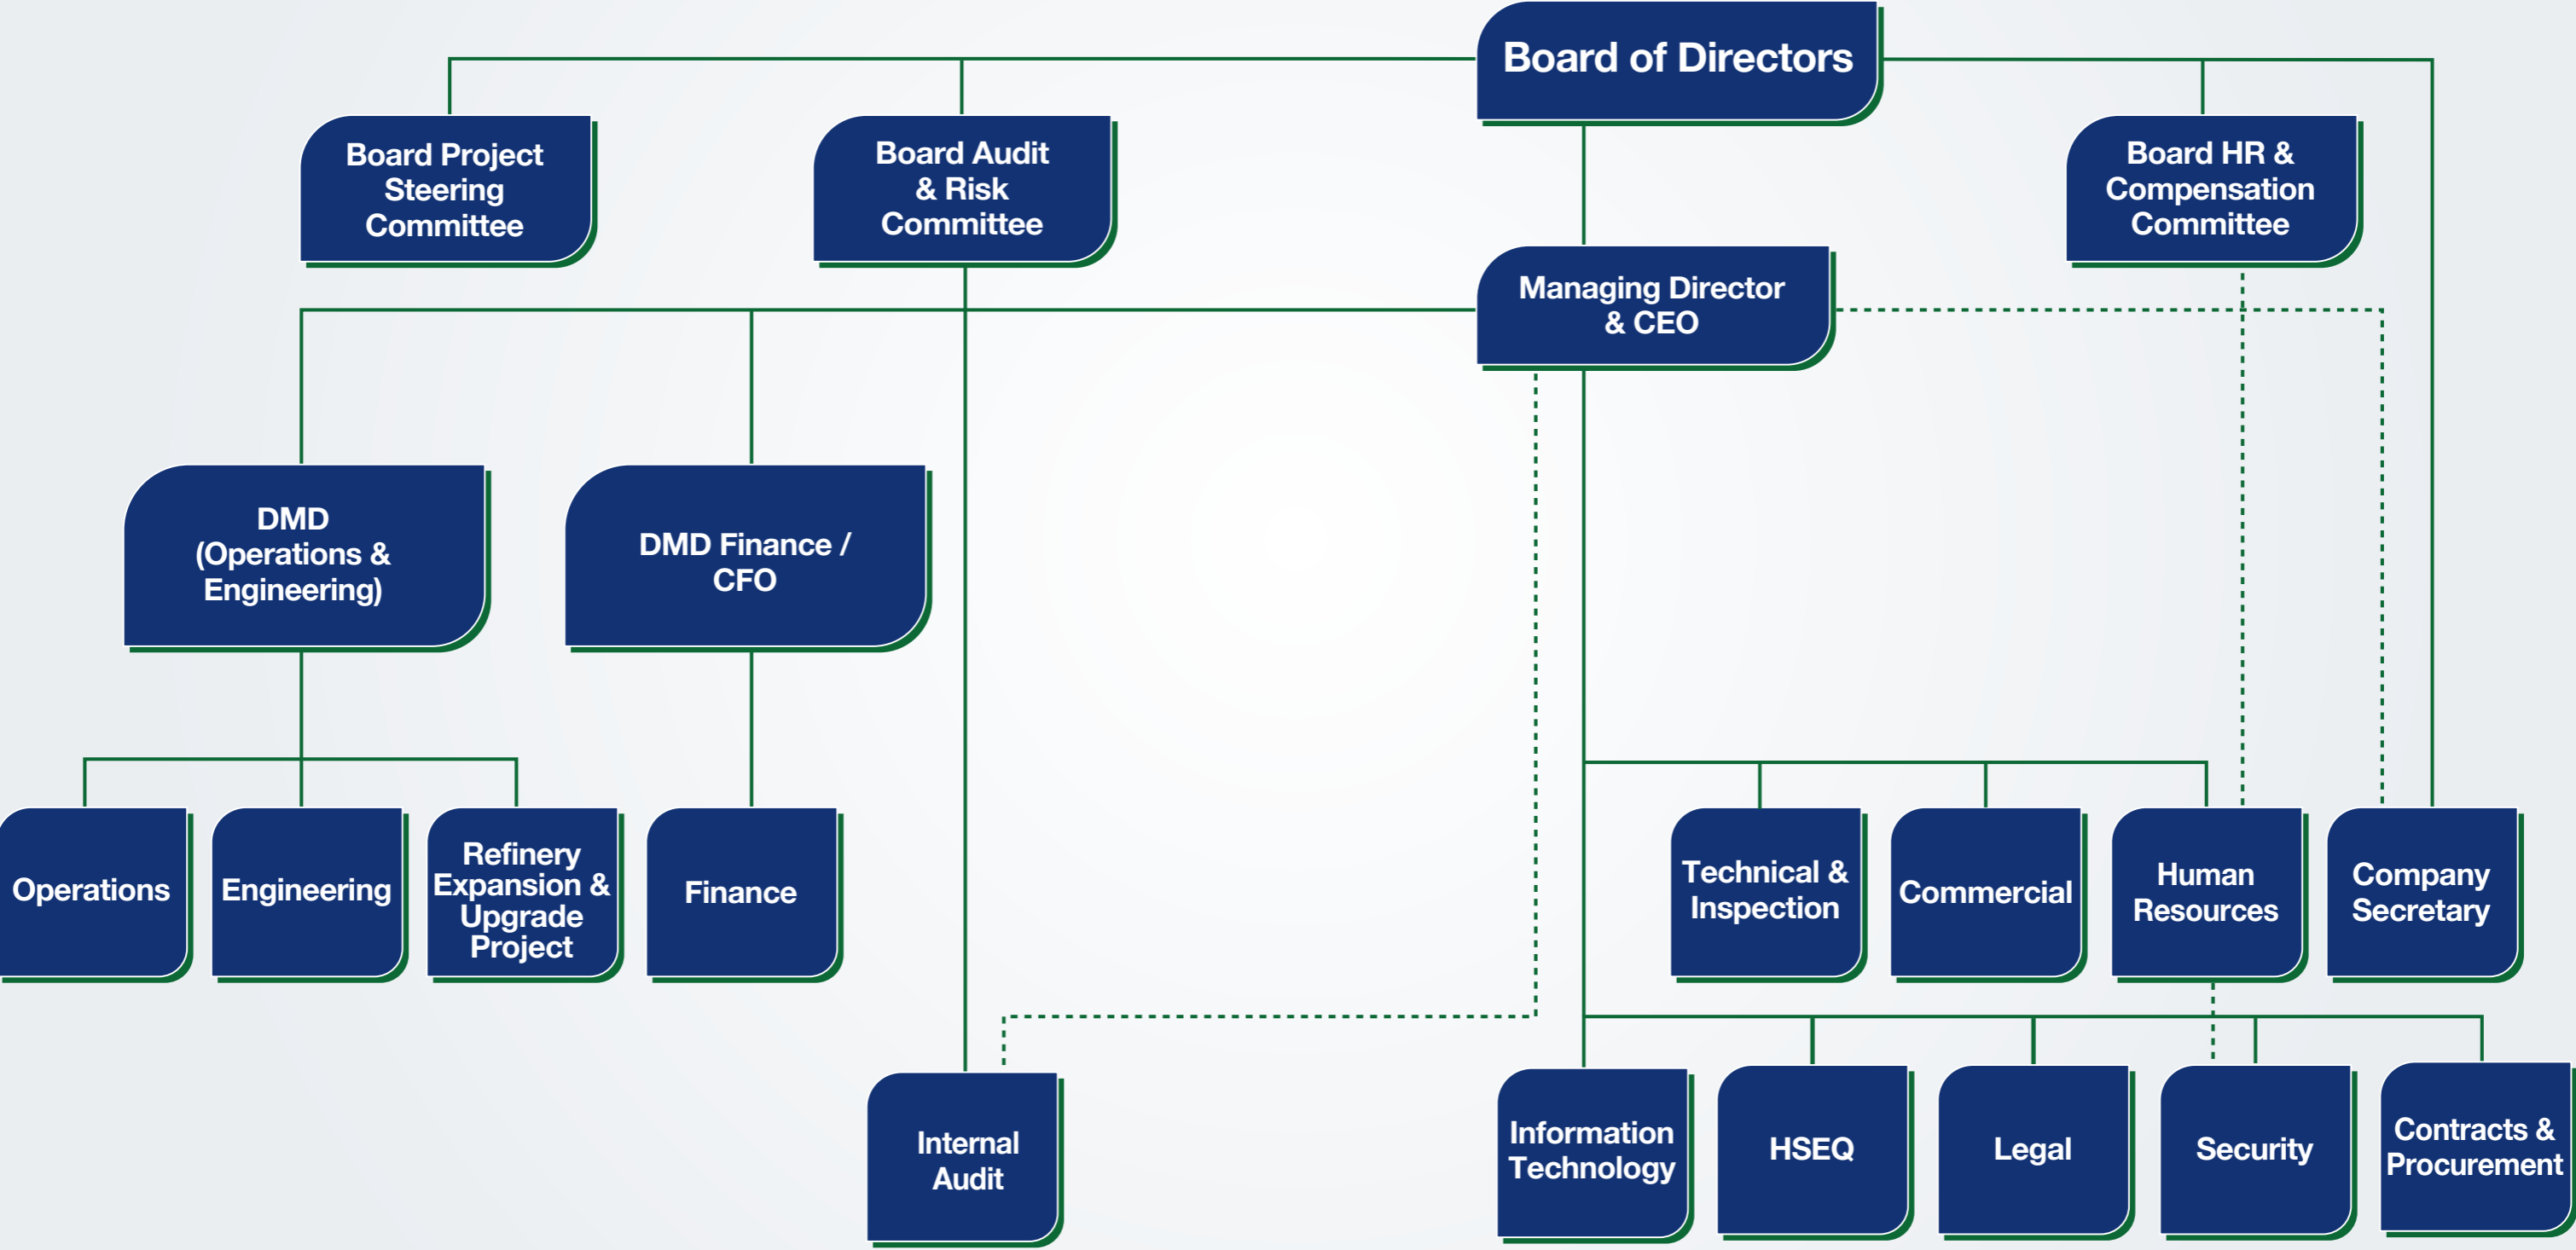 Board of Directors
Board Project
Steering
Committee
Board Audit
& Risk
Committee
Board HR &
Compensation
Committee
Managing Director
& CEO
DMD
(Operations &
Engineering)
DMD Finance /
CFO
Operations
Engineering
Refinery
Expansion &
Upgrade
Project
Finance
Technical &
Inspection
Commercial
Human
Resources
Company
Secretary
Internal
Audit
Information
Technology
HSEQ
Legal
Security
Contracts &
Procurement